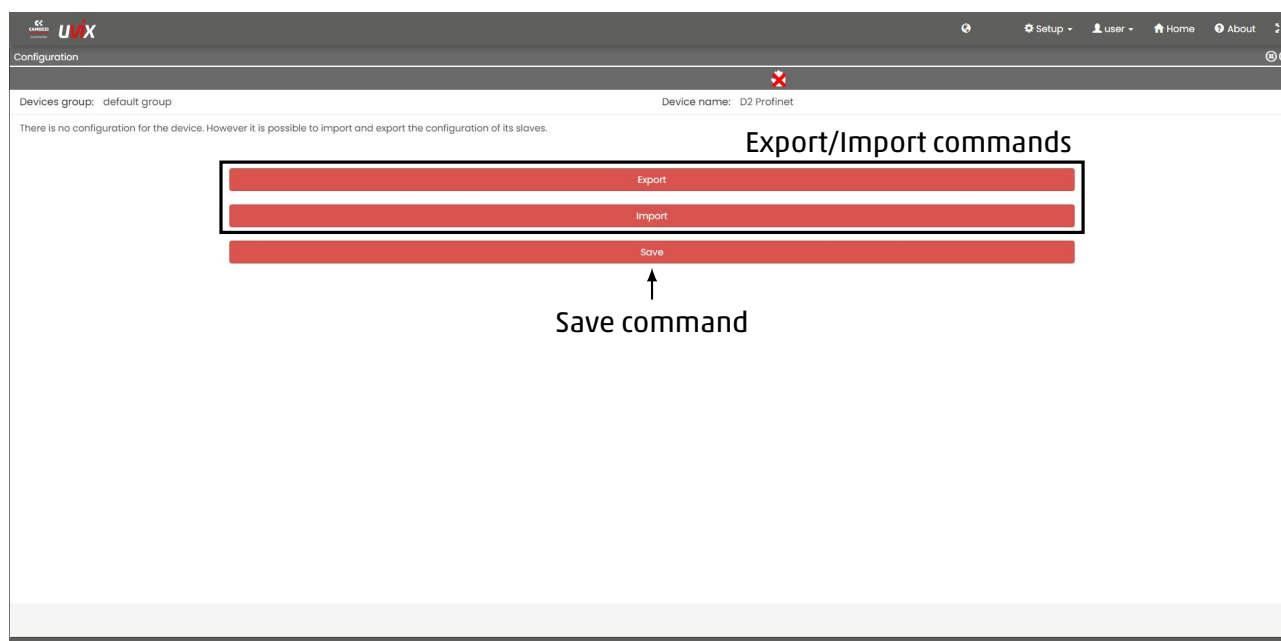 CAMOZZI UVIX Setup user Home About
Configuration
Devices group: default group Device name: D2 Profinet
There is no configuration for the device. However it is possible to import and export the configuration of its slaves.
Export/Import commands
Export
Import
Save
Save command